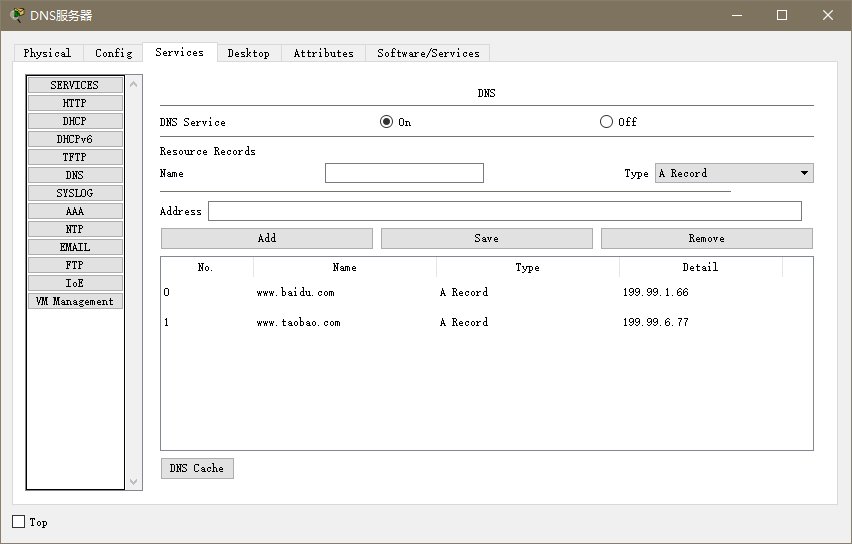 DNS服务器
Physical Config Services Desktop Attributes Software/Services
SERVICES
HTTP
DHCP
DHCPv6
TFTP
DNS
SYSLOG
AAA
NTP
EMAIL
FTP
IoE
VM Management
DNS
DNS Service On Off
Resource Records
Name Type A Record
Address
Add Save Remove
No. Name Type Detail
0 www.baidu.com A Record 199.99.1.66
1 www.taobao.com A Record 199.99.6.77
DNS Cache
Top